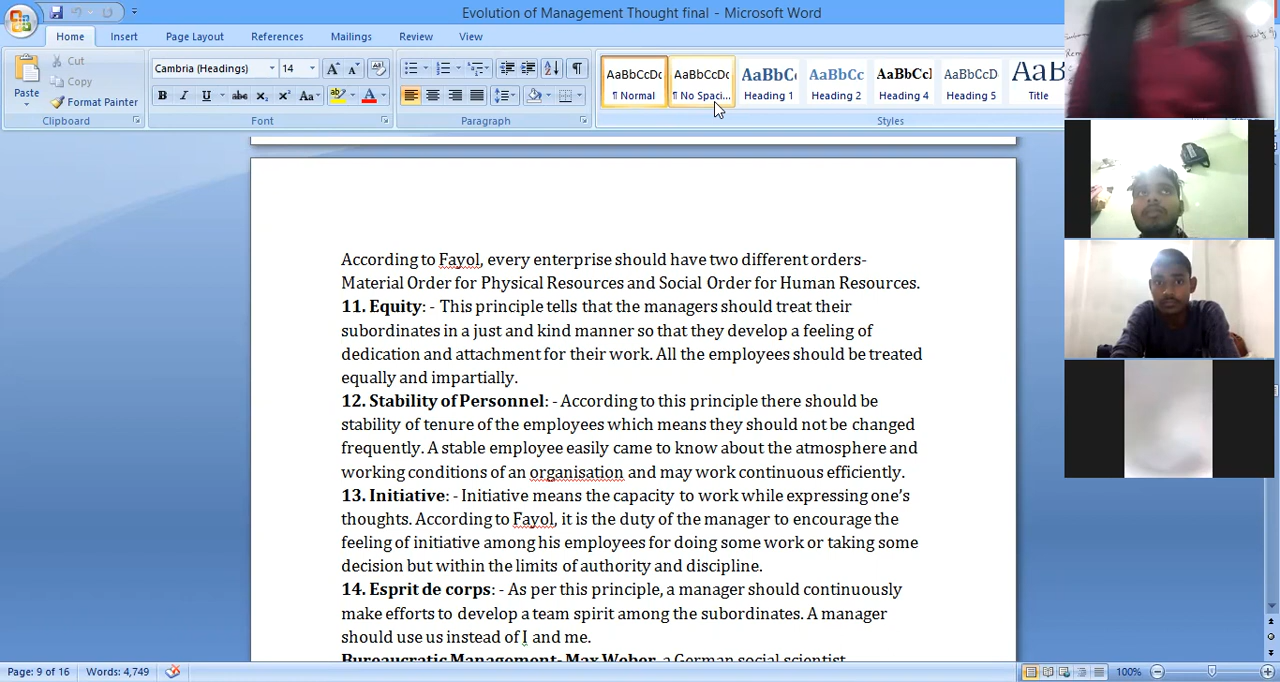 Evolution of Management Thought final - Microsoft Word
Home Insert Page Layout References Mailings Review View
Paste
Cut
Copy
Format Painter
Clipboard
Cambria (Headings) 14
Font
Paragraph
AaBbCcDc AaBbCcDc AaBbC AaBbCc AaBbCcI AaBbCcD AaB
¶ Normal ¶ No Spaci... Heading 1 Heading 2 Heading 4 Heading 5 Title
Styles
According to Fayol, every enterprise should have two different orders-
Material Order for Physical Resources and Social Order for Human Resources.
11. Equity: - This principle tells that the managers should treat their
subordinates in a just and kind manner so that they develop a feeling of
dedication and attachment for their work. All the employees should be treated
equally and impartially.
12. Stability of Personnel: - According to this principle there should be
stability of tenure of the employees which means they should not be changed
frequently. A stable employee easily came to know about the atmosphere and
working conditions of an organisation and may work continuous efficiently.
13. Initiative: - Initiative means the capacity to work while expressing one's
thoughts. According to Fayol, it is the duty of the manager to encourage the
feeling of initiative among his employees for doing some work or taking some
decision but within the limits of authority and discipline.
14. Esprit de corps: - As per this principle, a manager should continuously
make efforts to develop a team spirit among the subordinates. A manager
should use us instead of I and me.
Bureaucratic Management- Max Weber, a German social scientist
Page: 9 of 16 Words: 4,749 100%